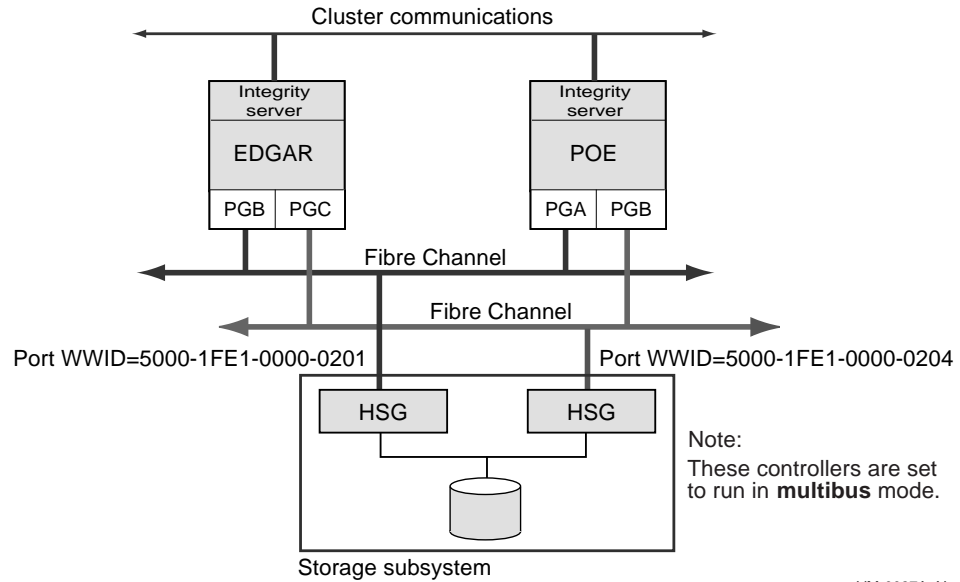 Cluster communications
Integrity server
EDGAR
PGB PGC
Integrity server
POE
PGA PGB
Fibre Channel
Fibre Channel
Port WWID=5000-1FE1-0000-0201
Port WWID=5000-1FE1-0000-0204
HSG
HSG
Note:
These controllers are set
to run in multibus mode.
Storage subsystem